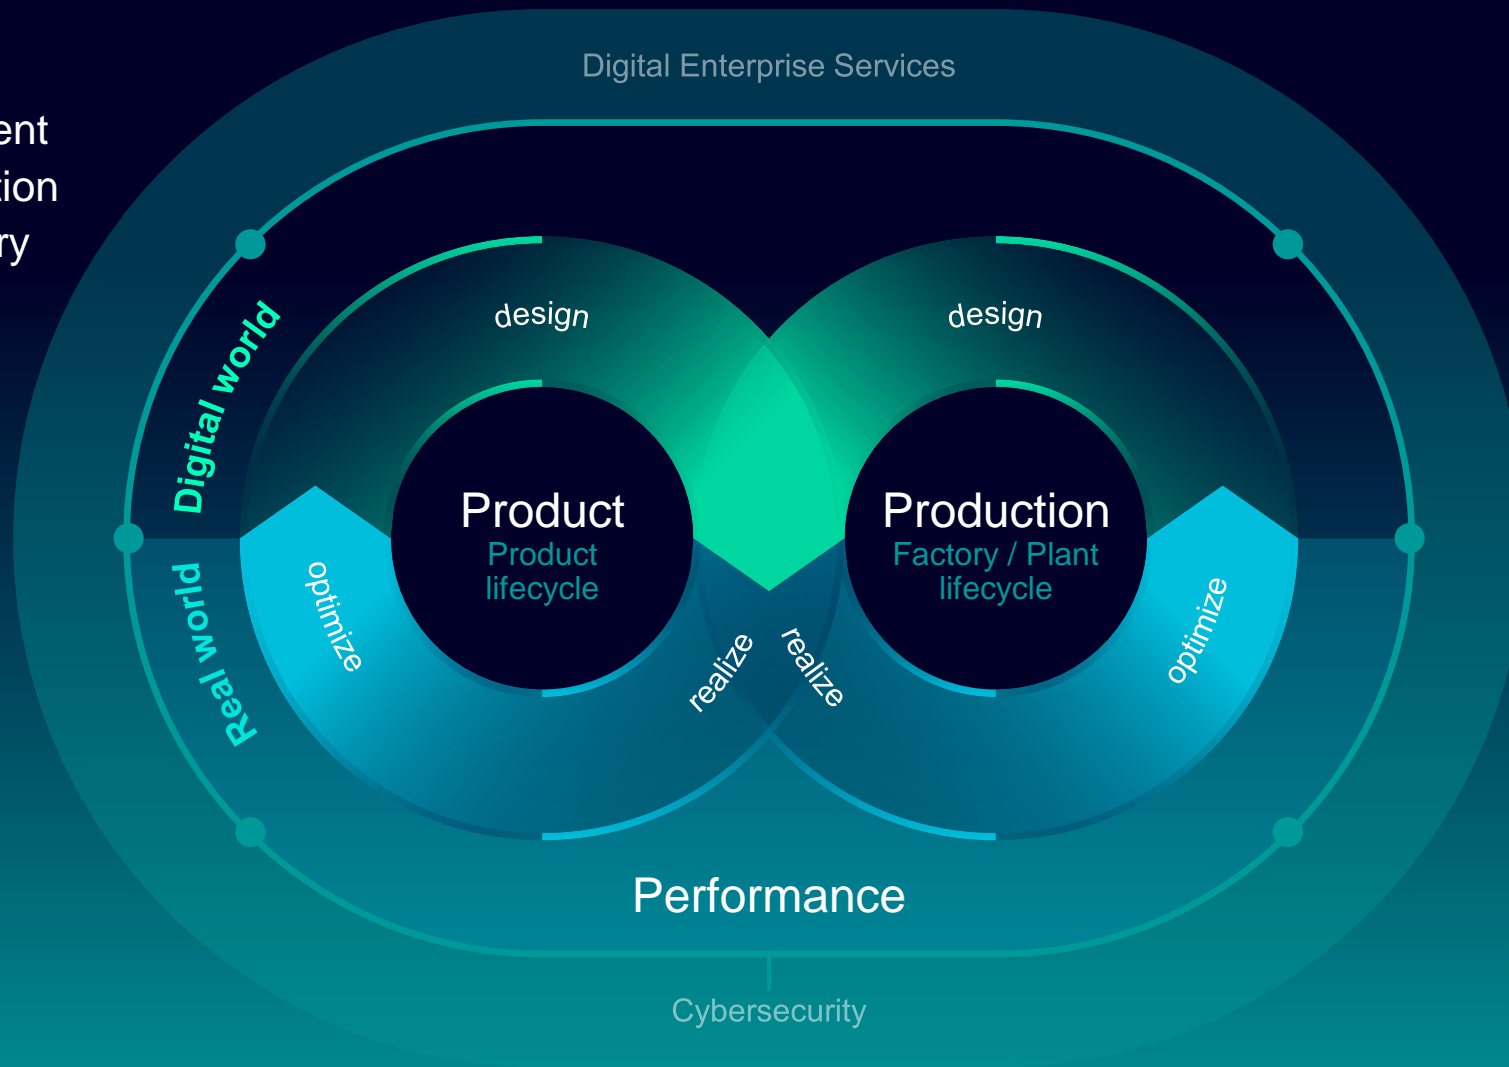 Digital Enterprise Services
ent
tion
ry
design
design
Digital world
Product
Product
lifecycle
Production
Factory / Plant
lifecycle
Real world
optimize
realize
realize
optimize
Performance
Cybersecurity